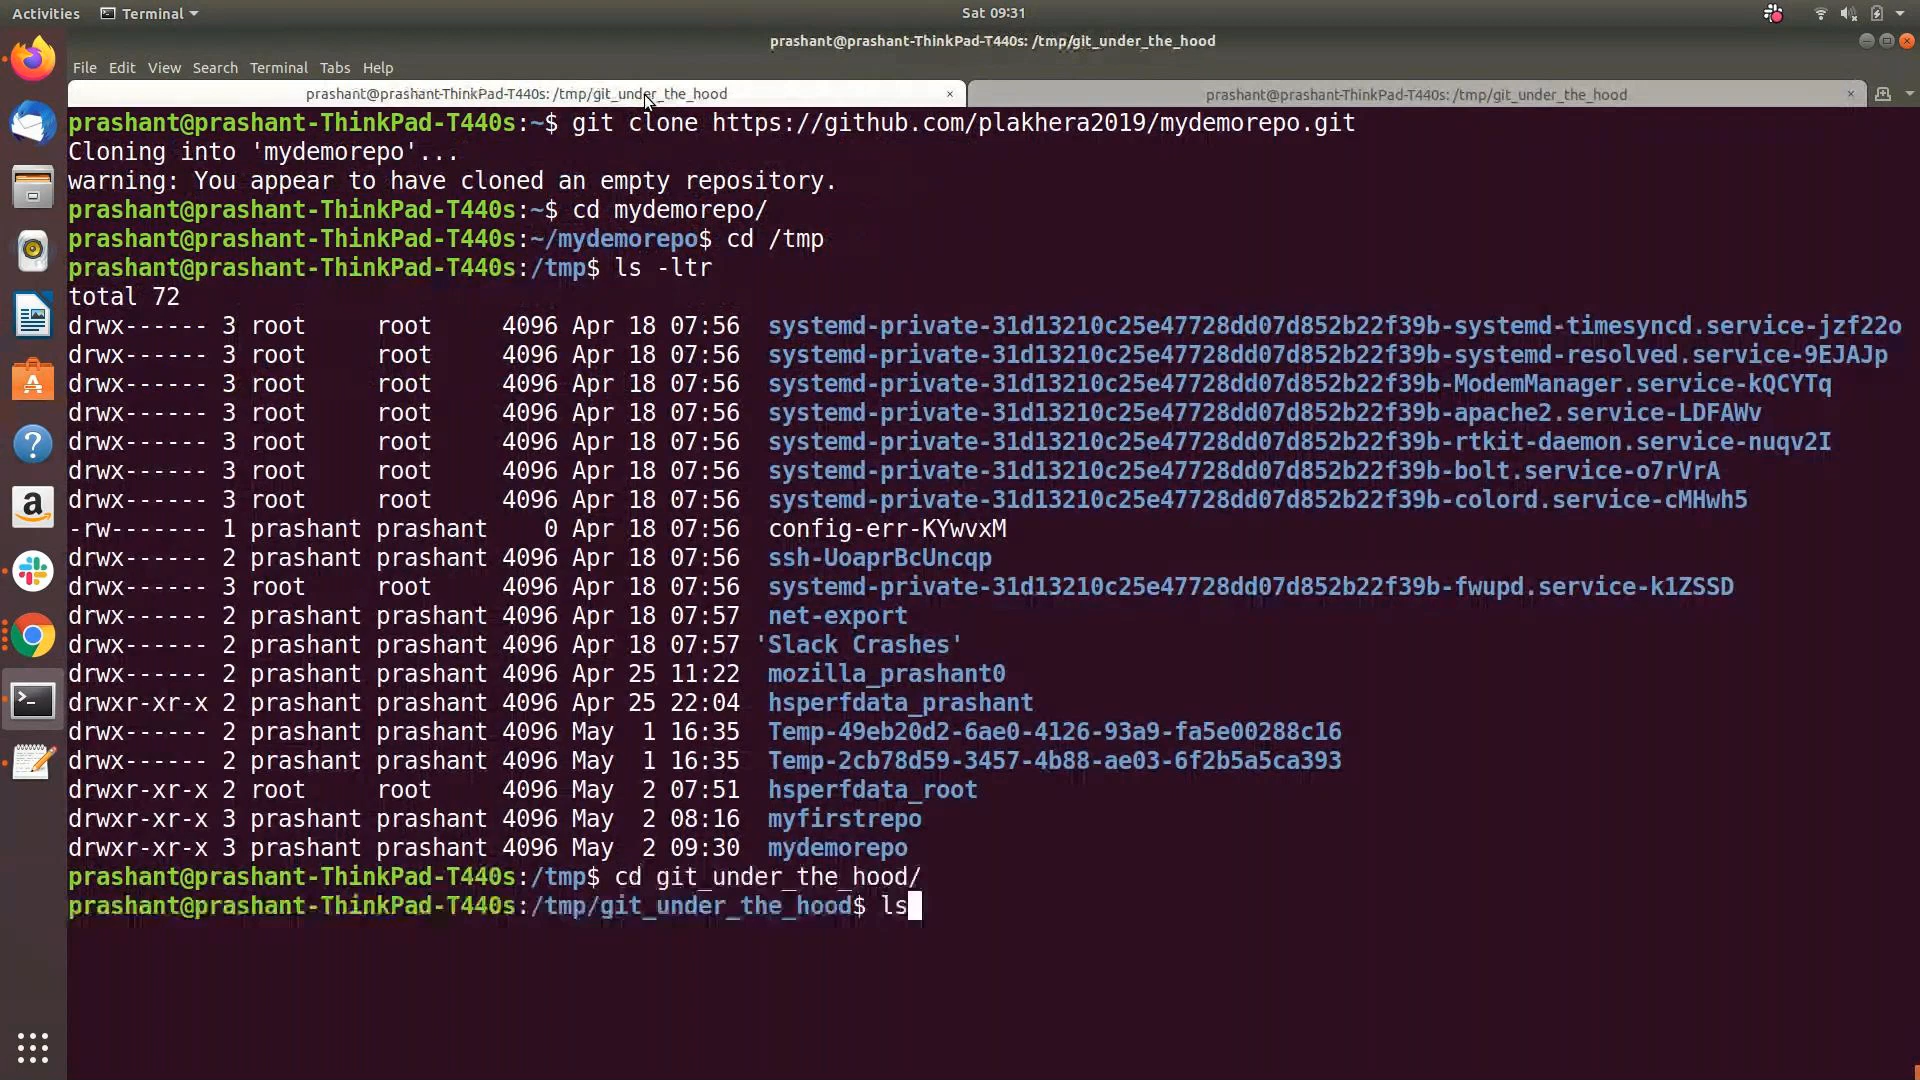 Activities Terminal Sat 09:31
prashant@prashant-ThinkPad-T440s: /tmp/git_under_the_hood
File Edit View Search Terminal Tabs Help
prashant@prashant-ThinkPad-T440s: /tmp/git_under_the_hood × prashant@prashant-ThinkPad-T440s: /tmp/git_under_the_hood ×
prashant@prashant-ThinkPad-T440s:~$ git clone https://github.com/plakhera2019/mydemorepo.git
Cloning into 'mydemorepo'...
warning: You appear to have cloned an empty repository.
prashant@prashant-ThinkPad-T440s:~$ cd mydemorepo/
prashant@prashant-ThinkPad-T440s:~/mydemorepo$ cd /tmp
prashant@prashant-ThinkPad-T440s:/tmp$ ls -ltr
total 72
drwx------ 3 root     root     4096 Apr 18 07:56  systemd-private-31d13210c25e47728dd07d852b22f39b-systemd-timesyncd.service-jzf22o
drwx------ 3 root     root     4096 Apr 18 07:56  systemd-private-31d13210c25e47728dd07d852b22f39b-systemd-resolved.service-9EJAJp
drwx------ 3 root     root     4096 Apr 18 07:56  systemd-private-31d13210c25e47728dd07d852b22f39b-ModemManager.service-kQCYTq
drwx------ 3 root     root     4096 Apr 18 07:56  systemd-private-31d13210c25e47728dd07d852b22f39b-apache2.service-LDFAWv
drwx------ 3 root     root     4096 Apr 18 07:56  systemd-private-31d13210c25e47728dd07d852b22f39b-rtkit-daemon.service-nuqv2I
drwx------ 3 root     root     4096 Apr 18 07:56  systemd-private-31d13210c25e47728dd07d852b22f39b-bolt.service-o7rVrA
drwx------ 3 root     root     4096 Apr 18 07:56  systemd-private-31d13210c25e47728dd07d852b22f39b-colord.service-cMHwh5
-rw------- 1 prashant prashant    0 Apr 18 07:56  config-err-KYwvxM
drwx------ 2 prashant prashant 4096 Apr 18 07:56  ssh-UoaprBcUncqp
drwx------ 3 root     root     4096 Apr 18 07:56  systemd-private-31d13210c25e47728dd07d852b22f39b-fwupd.service-k1ZSSD
drwx------ 2 prashant prashant 4096 Apr 18 07:57  net-export
drwx------ 2 prashant prashant 4096 Apr 18 07:57 'Slack Crashes'
drwx------ 2 prashant prashant 4096 Apr 25 11:22  mozilla_prashant0
drwxr-xr-x 2 prashant prashant 4096 Apr 25 22:04  hsperfdata_prashant
drwx------ 2 prashant prashant 4096 May  1 16:35  Temp-49eb20d2-6ae0-4126-93a9-fa5e00288c16
drwx------ 2 prashant prashant 4096 May  1 16:35  Temp-2cb78d59-3457-4b88-ae03-6f2b5a5ca393
drwxr-xr-x 2 root     root     4096 May  2 07:51  hsperfdata_root
drwxr-xr-x 3 prashant prashant 4096 May  2 08:16  myfirstrepo
drwxr-xr-x 3 prashant prashant 4096 May  2 09:30  mydemorepo
prashant@prashant-ThinkPad-T440s:/tmp$ cd git_under_the_hood/
prashant@prashant-ThinkPad-T440s:/tmp/git_under_the_hood$ ls